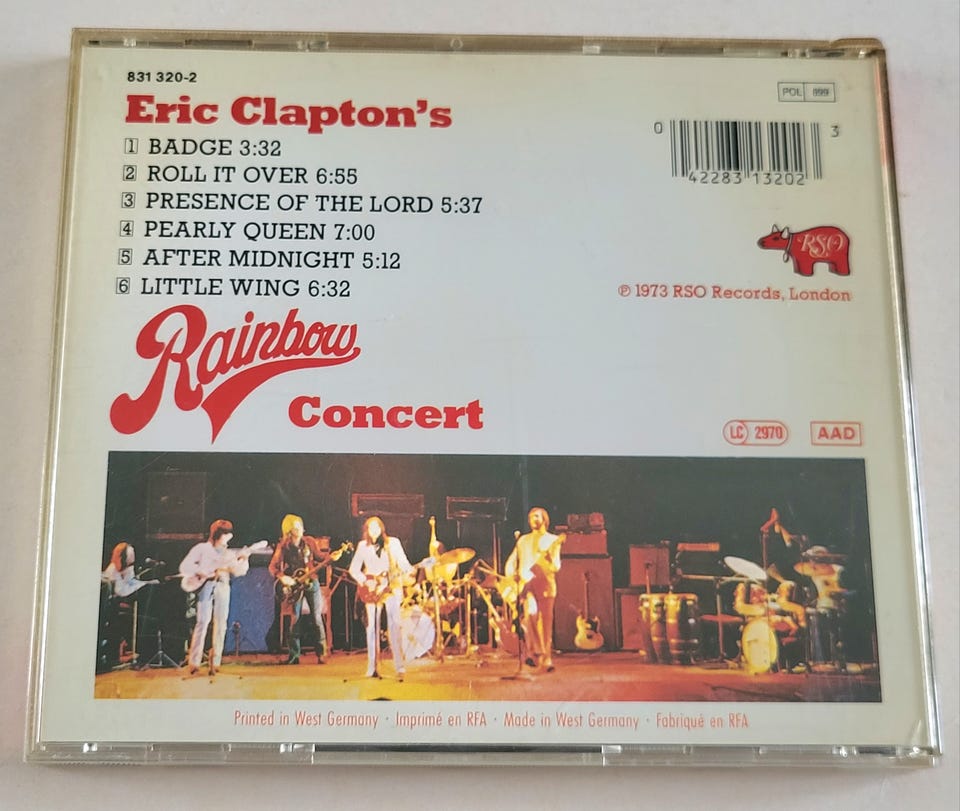 831 320-2
POL 899
Eric Clapton's
1 BADGE 3:32
2 ROLL IT OVER 6:55
3 PRESENCE OF THE LORD 5:37
4 PEARLY QUEEN 7:00
5 AFTER MIDNIGHT 5:12
6 LITTLE WING 6:32
0 42283 13202 3
RSO
℗ 1973 RSO Records, London
Rainbow
Concert
LC 2970 AAD
Printed in West Germany · Imprimé en RFA · Made in West Germany · Fabriqué en RFA